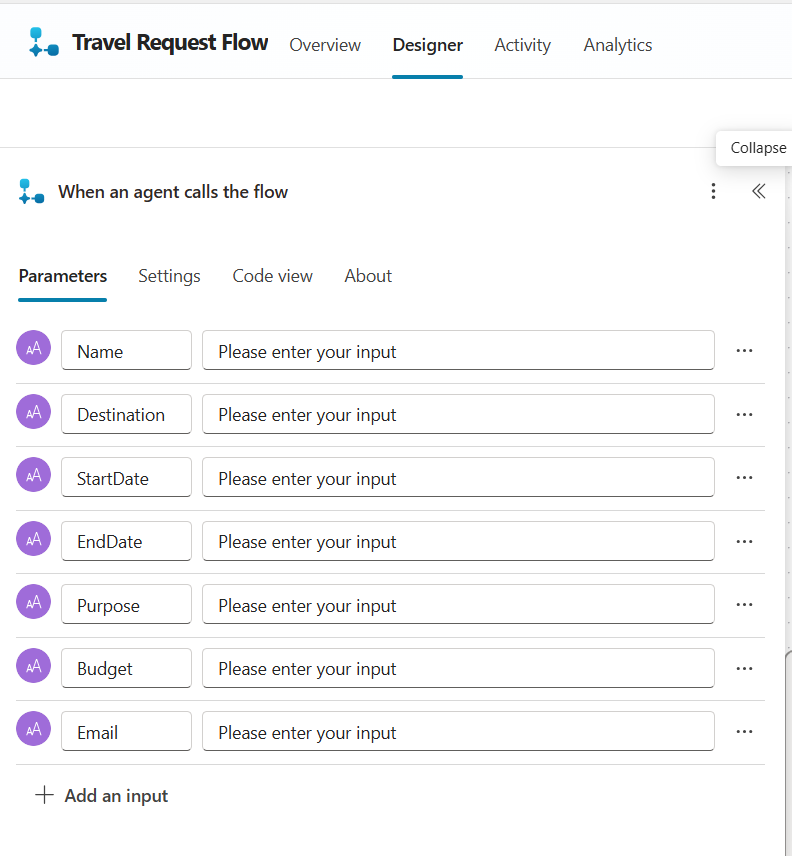 Travel Request Flow Overview Designer Activity Analytics
Collapse
When an agent calls the flow
Parameters Settings Code view About
AA Name Please enter your input
AA Destination Please enter your input
AA StartDate Please enter your input
AA EndDate Please enter your input
AA Purpose Please enter your input
AA Budget Please enter your input
AA Email Please enter your input
Add an input